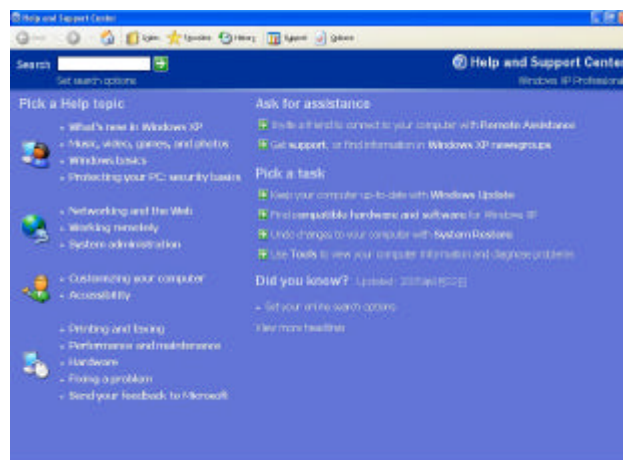 Help and Support Center
Index Favorites History Support Options
Search
Set search options
Help and Support Center
Windows XP Professional
Pick a Help topic
What's new in Windows XP
Music, video, games, and photos
Windows basics
Protecting your PC: security basics
Networking and the Web
Working remotely
System administration
Customizing your computer
Accessibility
Printing and faxing
Performance and maintenance
Hardware
Fixing a problem
Send your feedback to Microsoft
Ask for assistance
Invite a friend to connect to your computer with Remote Assistance
Get support, or find information in Windows XP newsgroups
Pick a task
Keep your computer up-to-date with Windows Update
Find compatible hardware and software for Windows XP
Undo changes to your computer with System Restore
Use Tools to view your computer information and diagnose problems
Did you know? Updated:
Set your online search options
View more headlines